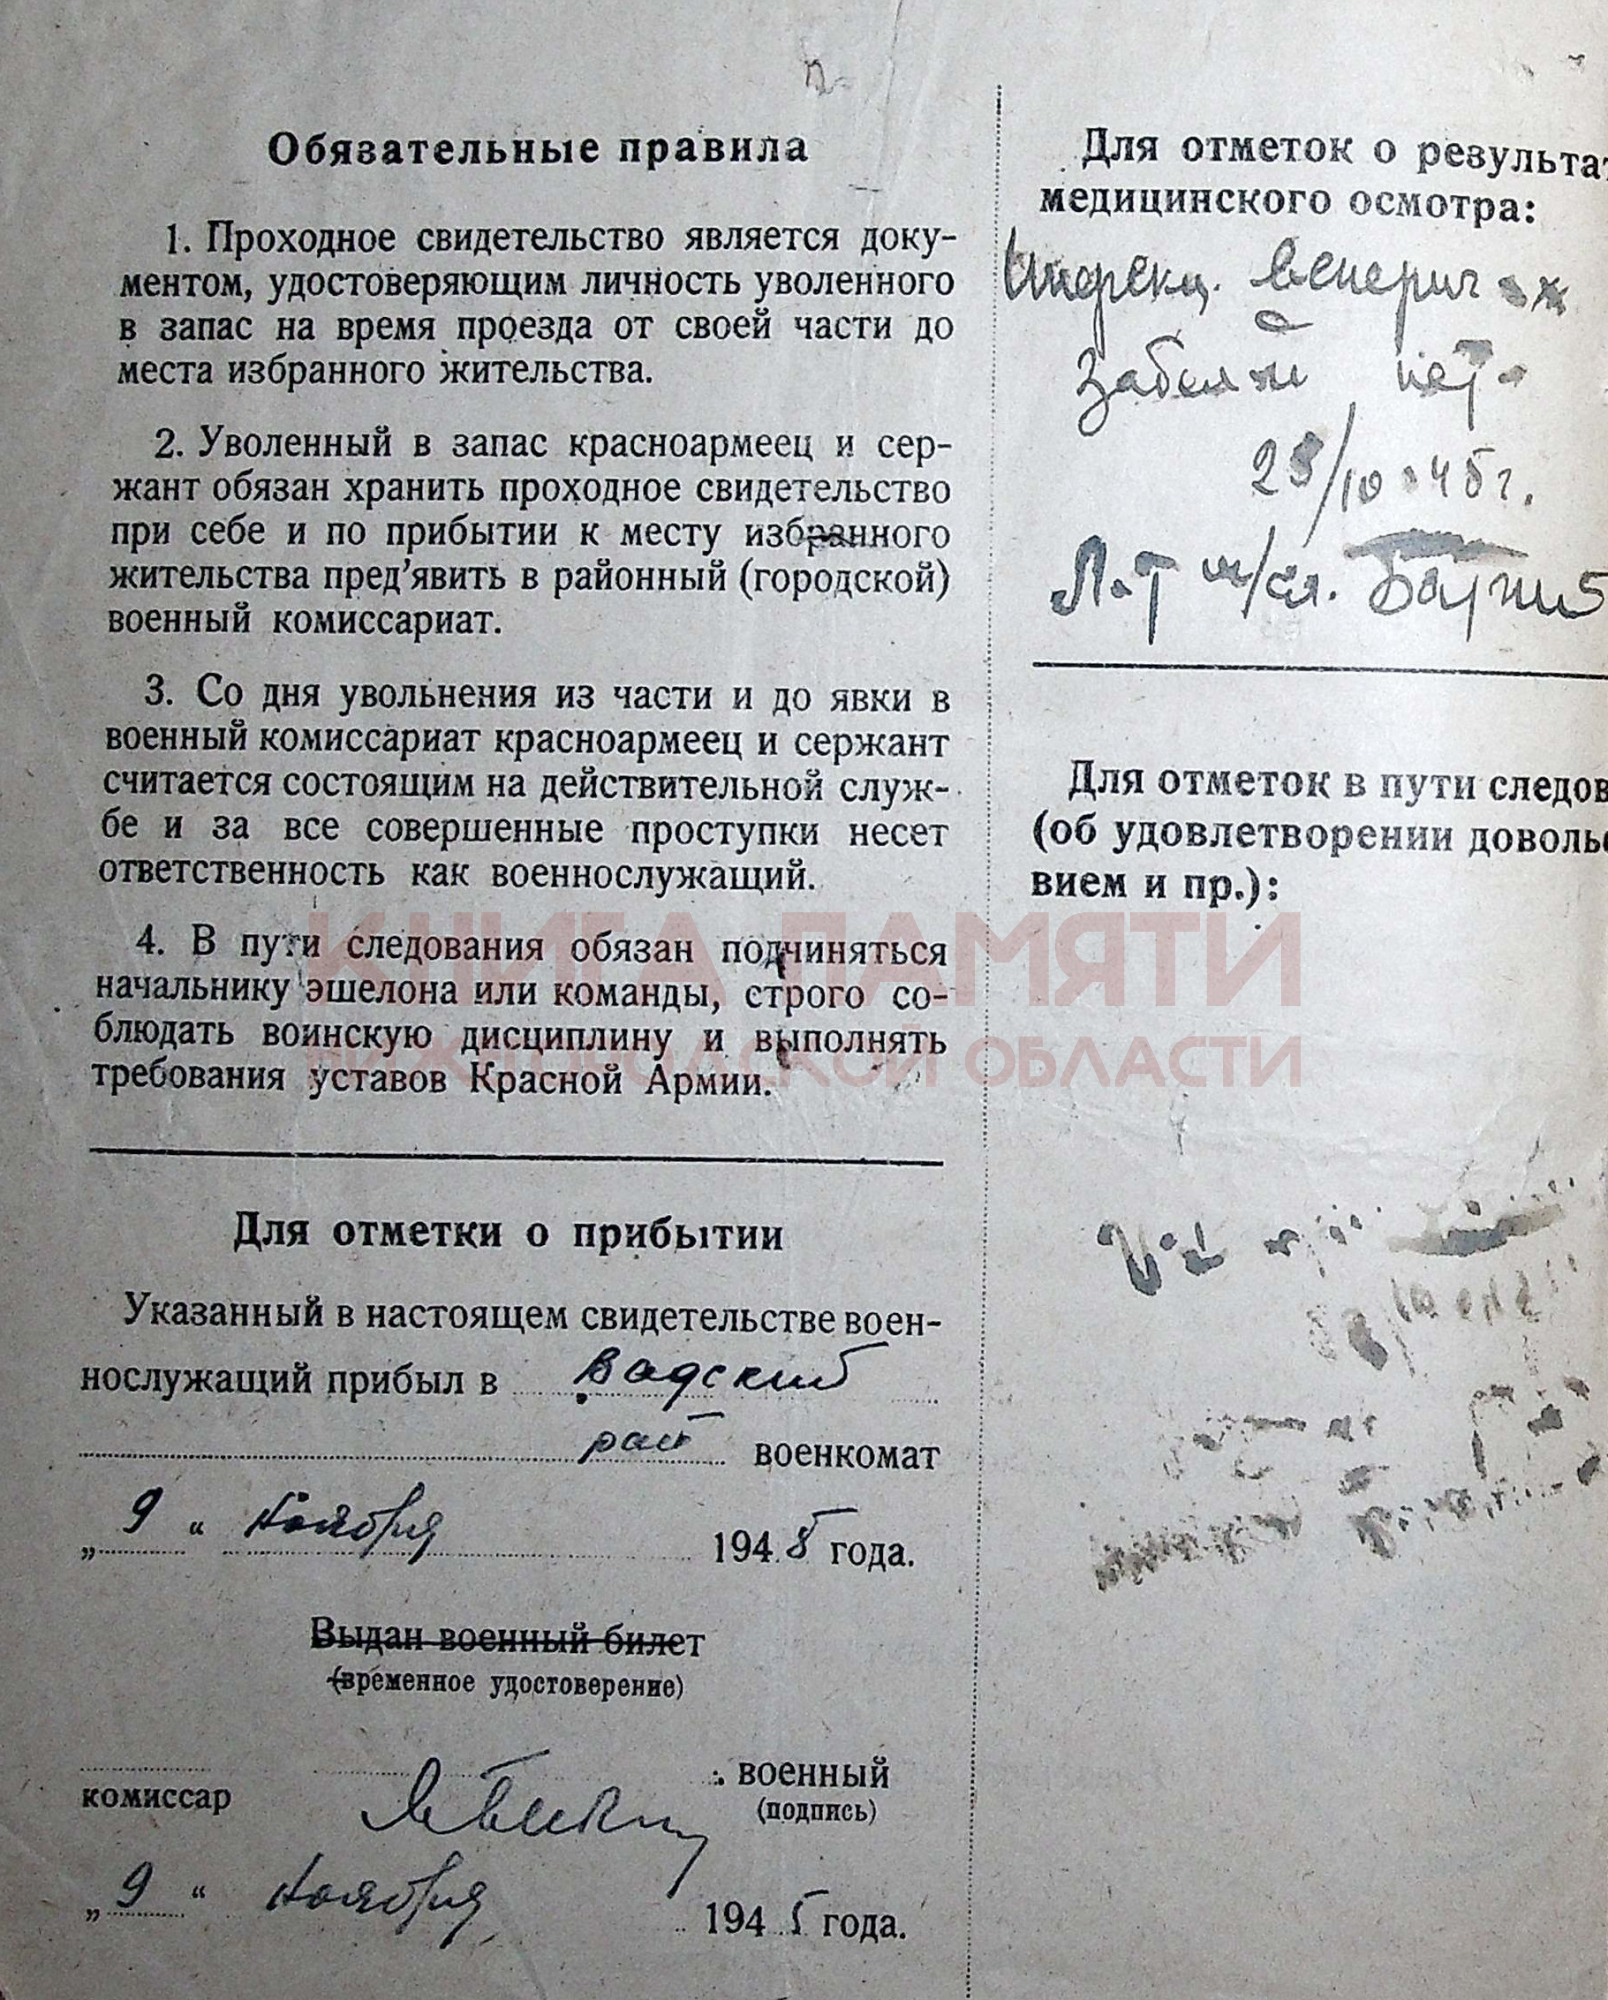 Обязательные правила
1. Проходное свидетельство является доку-
ментом, удостоверяющим личность уволенного
в запас на время проезда от своей части до
места избранного жительства.
2. Уволенный в запас красноармеец и сер-
жант обязан хранить проходное свидетельство
при себе и по прибытии к месту избранного
жительства пред'явить в районный (городской)
военный комиссариат.
3. Со дня увольнения из части и до явки в
военный комиссариат красноармеец и сержант
считается состоящим на действительной служ-
бе и за все совершенные проступки несет
ответственность как военнослужащий.
4. В пути следования обязан подчиняться
начальнику эшелона или команды, строго со-
блюдать воинскую дисциплину и выполнять
требования уставов Красной Армии.
Для отметки о прибытии
Указанный в настоящем свидетельстве воен-
нослужащий прибыл в Вадский
рай военкомат
„ 9 “ Ноября 1945 года.
Выдан военный билет
(временное удостоверение)
военный
комиссар (подпись)
„ 9 “ Ноября 1945 года.
Для отметок о результат
медицинского осмотра:
Инфекц. венерич
забол нет
25/10 45г.
Л-т м/сл.
Для отметок в пути следов
(об удовлетворении доволь
вием и пр.):
КНИГА ПАМЯТИ
НИЖЕГОРОДСКОЙ ОБЛАСТИ